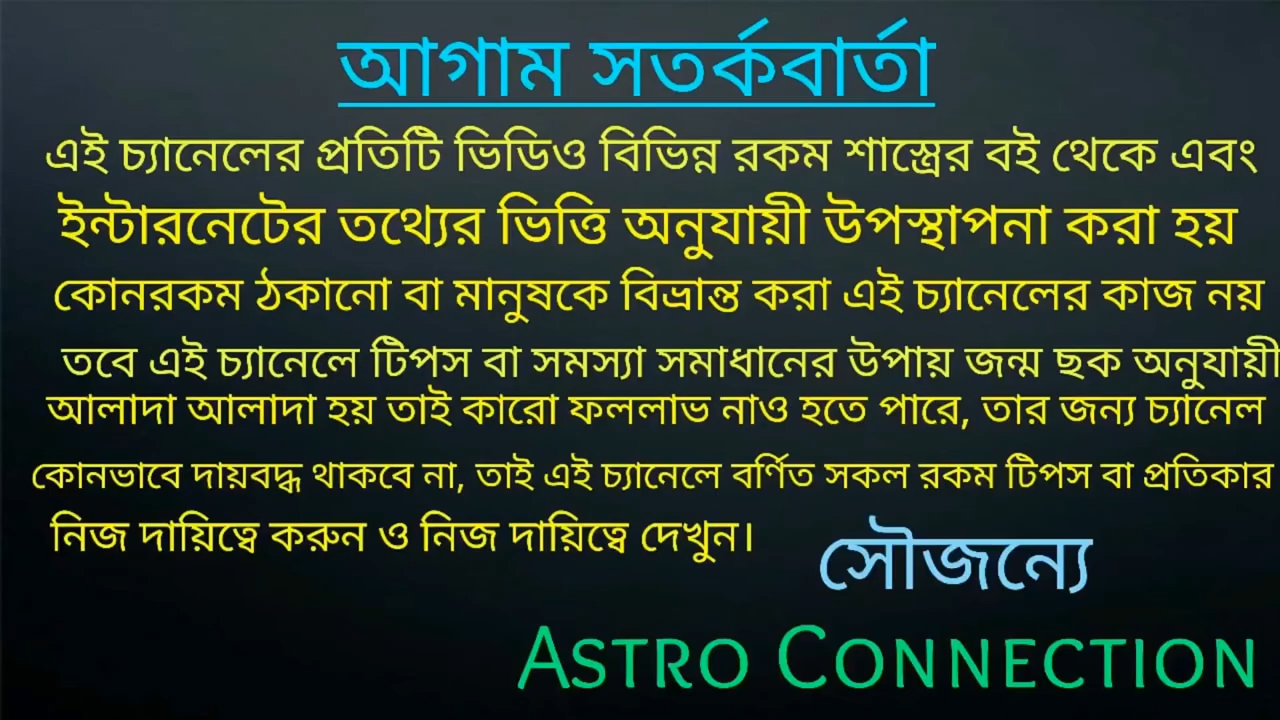 আগাম সতর্কবার্তা
এই চ্যানেলের প্রতিটি ভিডিও বিভিন্ন রকম শাস্ত্রের বই থেকে এবং
ইন্টারনেটের তথ্যের ভিত্তি অনুযায়ী উপস্থাপনা করা হয়
কোনরকম ঠকানো বা মানুষকে বিভ্রান্ত করা এই চ্যানেলের কাজ নয়
তবে এই চ্যানেলে টিপস বা সমস্যা সমাধানের উপায় জন্ম ছক অনুযায়ী
আলাদা আলাদা হয় তাই কারো ফললাভ নাও হতে পারে, তার জন্য চ্যানেল
কোনভাবে দায়বদ্ধ থাকবে না, তাই এই চ্যানেলে বর্ণিত সকল রকম টিপস বা প্রতিকার
নিজ দায়িত্বে করুন ও নিজ দায়িত্বে দেখুন।
সৌজন্যে
ASTRO CONNECTION